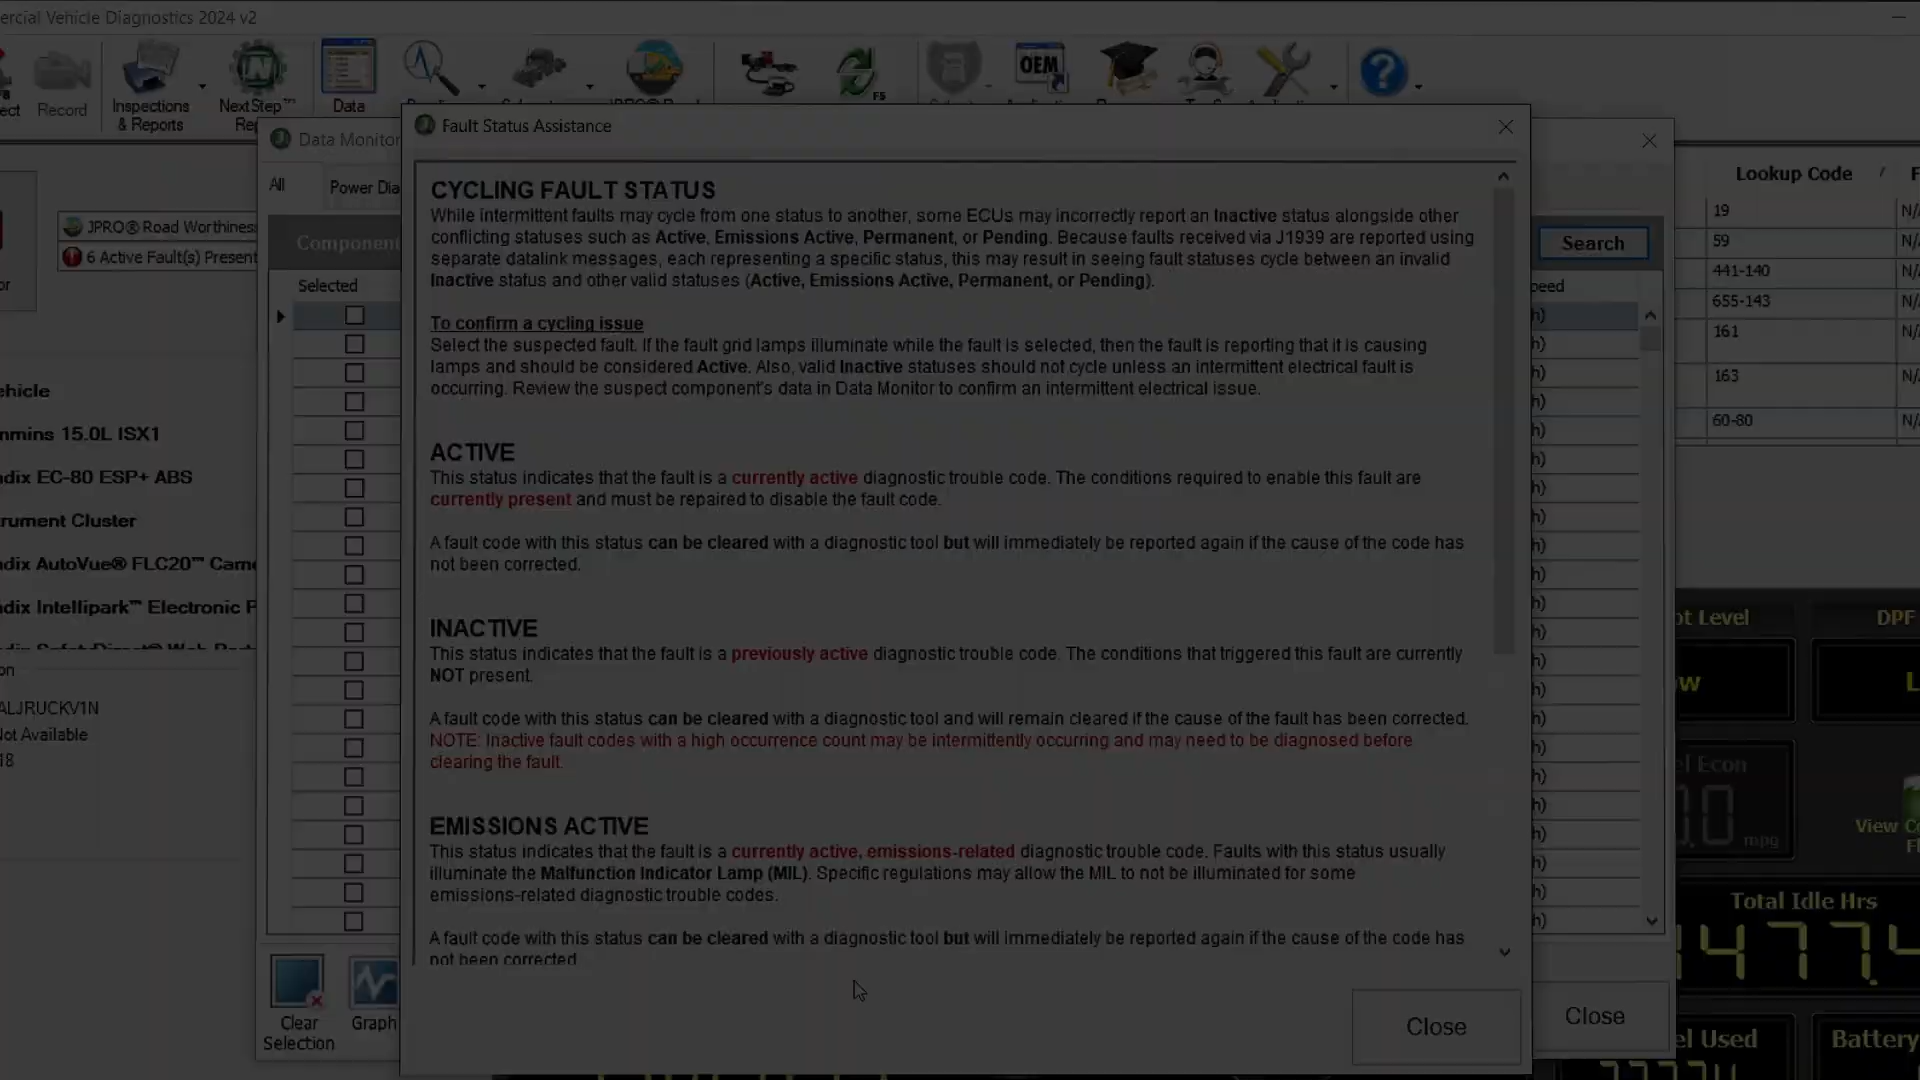 ercial Vehicle Diagnostics 2024 v2
ect
Record
Inspections
& Reports
NextStep™
Rep
Data
F5
OEM
Data Monitor
Fault Status Assistance
All
Power Dia
JPRO® Road Worthiness
6 Active Fault(s) Present
or
Component
Selected
Search
peed
Lookup Code
19
59
441-140
655-143
161
163
60-80
CYCLING FAULT STATUS
While intermittent faults may cycle from one status to another, some ECUs may incorrectly report an Inactive status alongside other
conflicting statuses such as Active, Emissions Active, Permanent, or Pending. Because faults received via J1939 are reported using
separate datalink messages, each representing a specific status, this may result in seeing fault statuses cycle between an invalid
Inactive status and other valid statuses (Active, Emissions Active, Permanent, or Pending).
To confirm a cycling issue
Select the suspected fault. If the fault grid lamps illuminate while the fault is selected, then the fault is reporting that it is causing
lamps and should be considered Active. Also, valid Inactive statuses should not cycle unless an intermittent electrical fault is
occurring. Review the suspect component's data in Data Monitor to confirm an intermittent electrical issue.
ACTIVE
This status indicates that the fault is a currently active diagnostic trouble code. The conditions required to enable this fault are
currently present and must be repaired to disable the fault code.
A fault code with this status can be cleared with a diagnostic tool but will immediately be reported again if the cause of the code has
not been corrected.
INACTIVE
This status indicates that the fault is a previously active diagnostic trouble code. The conditions that triggered this fault are currently
NOT present.
A fault code with this status can be cleared with a diagnostic tool and will remain cleared if the cause of the fault has been corrected.
NOTE: Inactive fault codes with a high occurrence count may be intermittently occurring and may need to be diagnosed before
clearing the fault.
EMISSIONS ACTIVE
This status indicates that the fault is a currently active, emissions-related diagnostic trouble code. Faults with this status usually
illuminate the Malfunction Indicator Lamp (MIL). Specific regulations may allow the MIL to not be illuminated for some
emissions-related diagnostic trouble codes.
A fault code with this status can be cleared with a diagnostic tool but will immediately be reported again if the cause of the code has
not been corrected
ehicle
mmins 15.0L ISX1
dix EC-80 ESP+ ABS
trument Cluster
dix AutoVue® FLC20™ Came
dix Intellipark™ Electronic P
on
ALJRUCKV1N
ot Available
18
Clear
Selection
Graph
Close
Close
ot Level
ow
DPF
L
el Econ
0.0
mpg
View Co
Total Idle Hrs
477.4
el Used
Battery